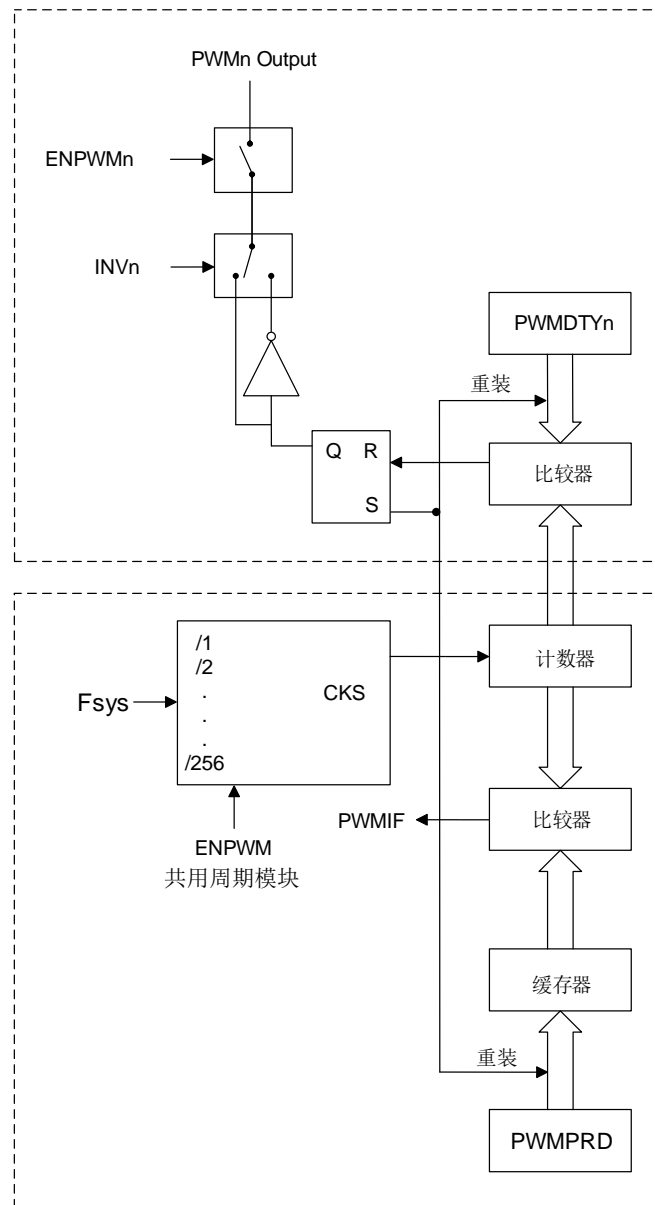 PWMn Output
ENPWMn
INVn
PWMDTYn
重装
Q R
S
比较器
/1
/2
.
.
.
/256
CKS
Fsys
计数器
ENPWM
共用周期模块
PWMIF
比较器
缓存器
重装
PWMPRD